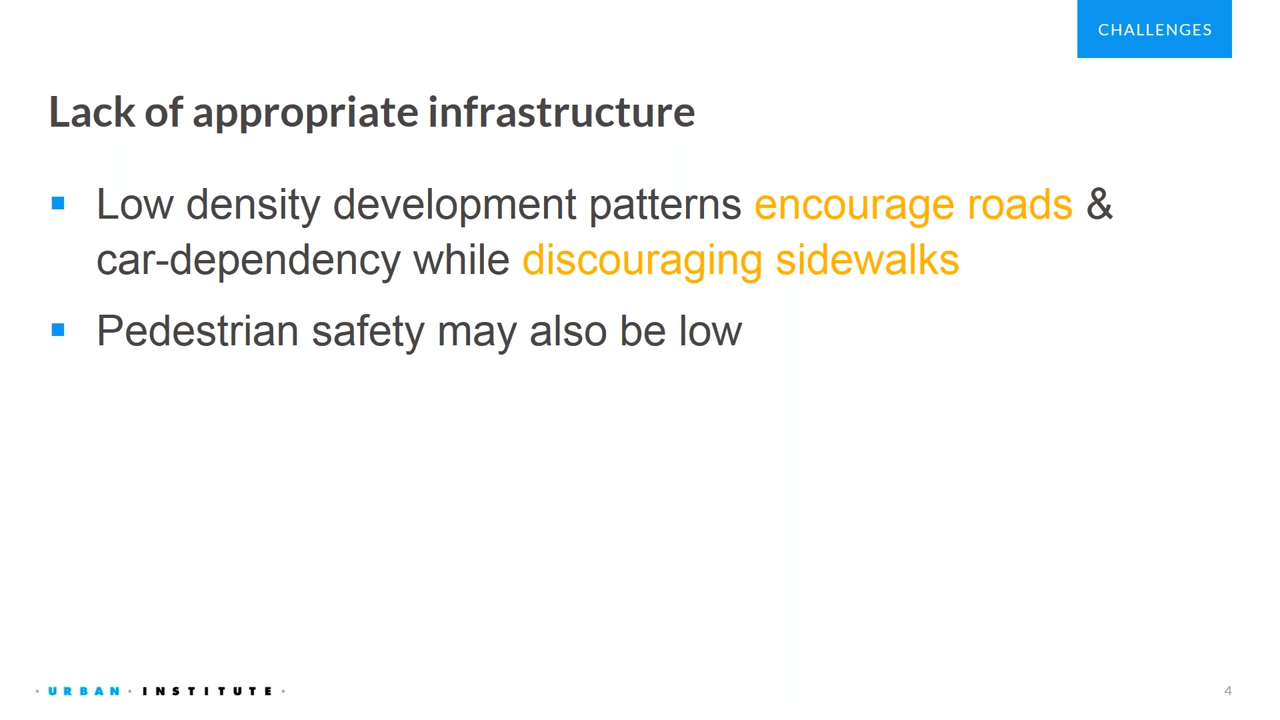 CHALLENGES
Lack of appropriate infrastructure
▪ Low density development patterns encourage roads &
car-dependency while discouraging sidewalks
▪ Pedestrian safety may also be low
· URBAN · INSTITUTE ·
4